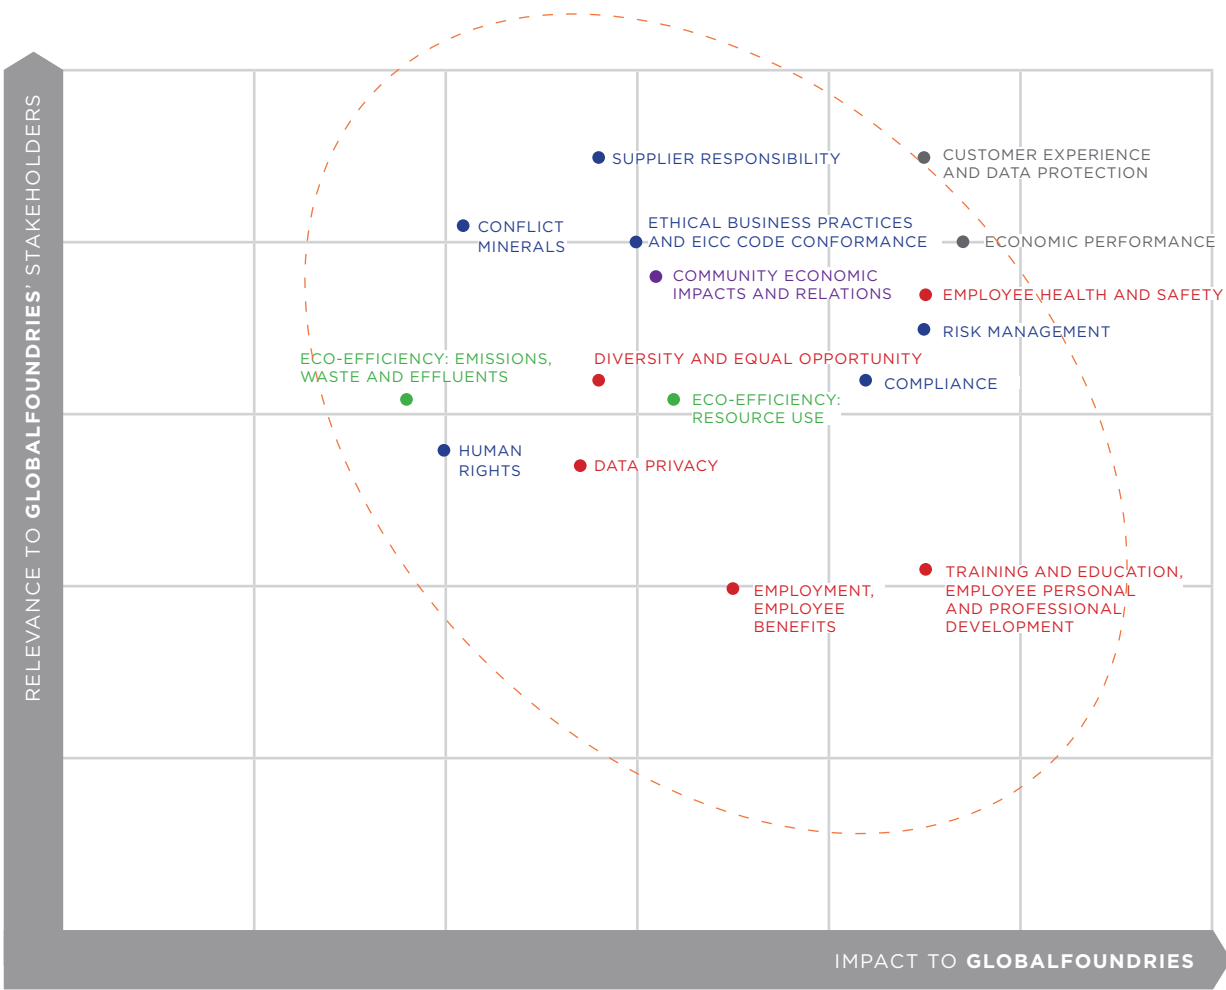 RELEVANCE TO GLOBALFOUNDRIES' STAKEHOLDERS
SUPPLIER RESPONSIBILITY
CUSTOMER EXPERIENCE
AND DATA PROTECTION
CONFLICT
MINERALS
ETHICAL BUSINESS PRACTICES
AND EICC CODE CONFORMANCE
ECONOMIC PERFORMANCE
COMMUNITY ECONOMIC
IMPACTS AND RELATIONS
EMPLOYEE HEALTH AND SAFETY
RISK MANAGEMENT
ECO-EFFICIENCY: EMISSIONS,
WASTE AND EFFLUENTS
DIVERSITY AND EQUAL OPPORTUNITY
COMPLIANCE
ECO-EFFICIENCY:
RESOURCE USE
HUMAN
RIGHTS
DATA PRIVACY
EMPLOYMENT,
EMPLOYEE
BENEFITS
TRAINING AND EDUCATION,
EMPLOYEE PERSONAL
AND PROFESSIONAL
DEVELOPMENT
IMPACT TO GLOBALFOUNDRIES